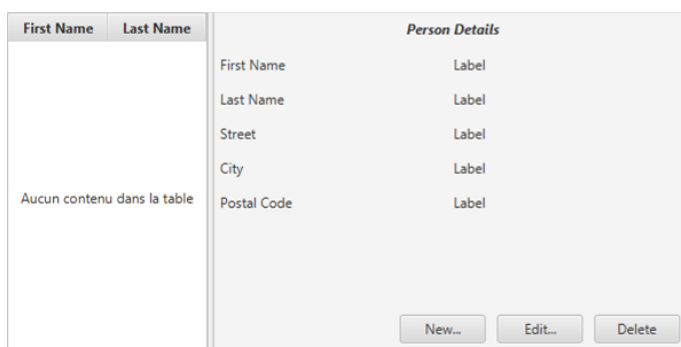 First Name Last Name
Aucun contenu dans la table
Person Details
First Name Label
Last Name Label
Street Label
City Label
Postal Code Label
New... Edit... Delete